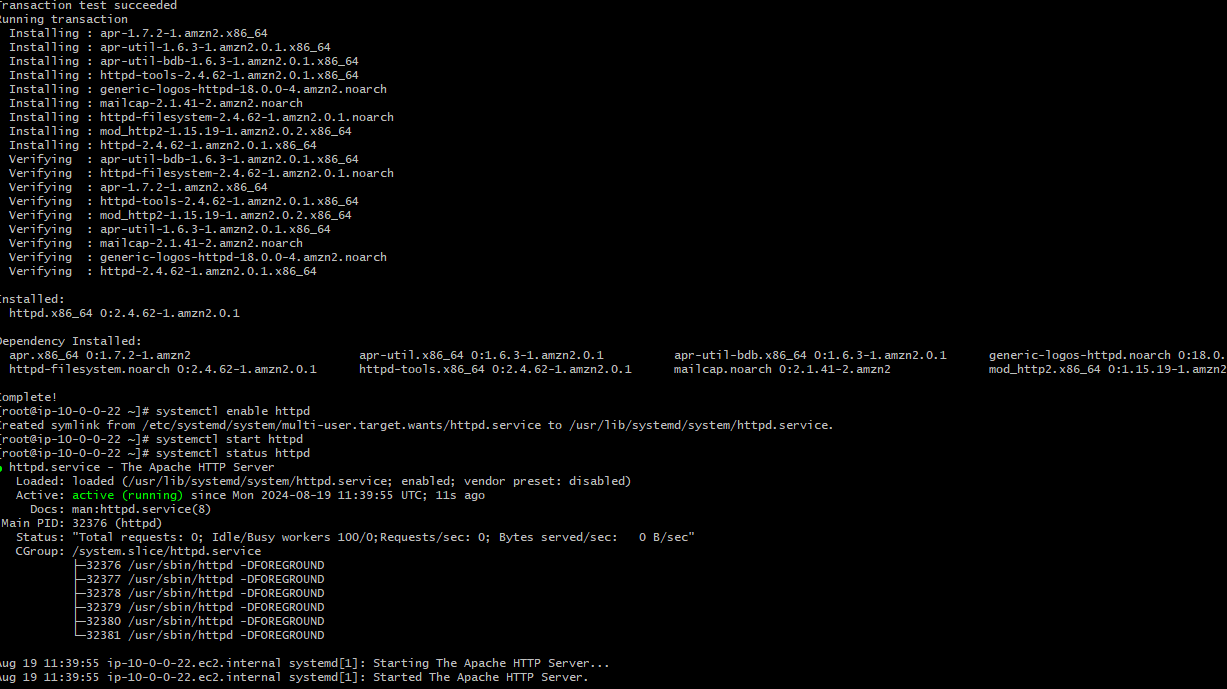 Transaction test succeeded
Running transaction
  Installing : apr-1.7.2-1.amzn2.x86_64
  Installing : apr-util-1.6.3-1.amzn2.0.1.x86_64
  Installing : apr-util-bdb-1.6.3-1.amzn2.0.1.x86_64
  Installing : httpd-tools-2.4.62-1.amzn2.0.1.x86_64
  Installing : generic-logos-httpd-18.0.0-4.amzn2.noarch
  Installing : mailcap-2.1.41-2.amzn2.noarch
  Installing : httpd-filesystem-2.4.62-1.amzn2.0.1.noarch
  Installing : mod_http2-1.15.19-1.amzn2.0.2.x86_64
  Installing : httpd-2.4.62-1.amzn2.0.1.x86_64
  Verifying  : apr-util-bdb-1.6.3-1.amzn2.0.1.x86_64
  Verifying  : httpd-filesystem-2.4.62-1.amzn2.0.1.noarch
  Verifying  : apr-1.7.2-1.amzn2.x86_64
  Verifying  : httpd-tools-2.4.62-1.amzn2.0.1.x86_64
  Verifying  : mod_http2-1.15.19-1.amzn2.0.2.x86_64
  Verifying  : apr-util-1.6.3-1.amzn2.0.1.x86_64
  Verifying  : mailcap-2.1.41-2.amzn2.noarch
  Verifying  : generic-logos-httpd-18.0.0-4.amzn2.noarch
  Verifying  : httpd-2.4.62-1.amzn2.0.1.x86_64
Installed:
  httpd.x86_64 0:2.4.62-1.amzn2.0.1
Dependency Installed:
  apr.x86_64 0:1.7.2-1.amzn2 apr-util.x86_64 0:1.6.3-1.amzn2.0.1 apr-util-bdb.x86_64 0:1.6.3-1.amzn2.0.1 generic-logos-httpd.noarch 0:18.0.
  httpd-filesystem.noarch 0:2.4.62-1.amzn2.0.1 httpd-tools.x86_64 0:2.4.62-1.amzn2.0.1 mailcap.noarch 0:2.1.41-2.amzn2 mod_http2.x86_64 0:1.15.19-1.amzn2
Complete!
[root@ip-10-0-0-22 ~]# systemctl enable httpd
Created symlink from /etc/systemd/system/multi-user.target.wants/httpd.service to /usr/lib/systemd/system/httpd.service.
[root@ip-10-0-0-22 ~]# systemctl start httpd
[root@ip-10-0-0-22 ~]# systemctl status httpd
● httpd.service - The Apache HTTP Server
   Loaded: loaded (/usr/lib/systemd/system/httpd.service; enabled; vendor preset: disabled)
   Active: active (running) since Mon 2024-08-19 11:39:55 UTC; 11s ago
     Docs: man:httpd.service(8)
 Main PID: 32376 (httpd)
   Status: "Total requests: 0; Idle/Busy workers 100/0;Requests/sec: 0; Bytes served/sec:   0 B/sec"
   CGroup: /system.slice/httpd.service
           ├─32376 /usr/sbin/httpd -DFOREGROUND
           ├─32377 /usr/sbin/httpd -DFOREGROUND
           ├─32378 /usr/sbin/httpd -DFOREGROUND
           ├─32379 /usr/sbin/httpd -DFOREGROUND
           ├─32380 /usr/sbin/httpd -DFOREGROUND
           └─32381 /usr/sbin/httpd -DFOREGROUND
Aug 19 11:39:55 ip-10-0-0-22.ec2.internal systemd[1]: Starting The Apache HTTP Server...
Aug 19 11:39:55 ip-10-0-0-22.ec2.internal systemd[1]: Started The Apache HTTP Server.